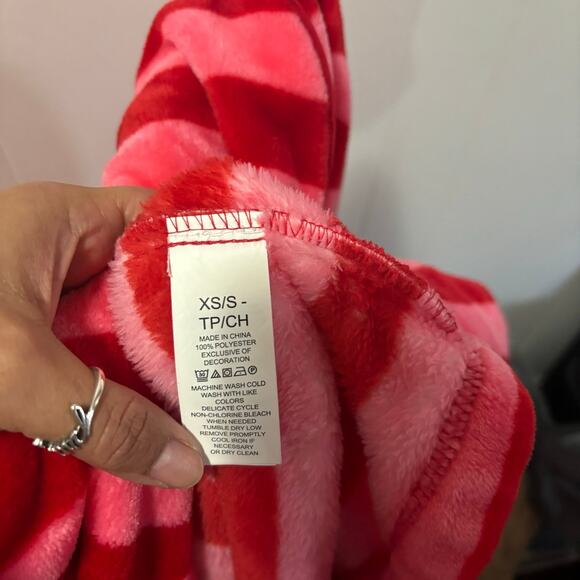 XS/S -
TP/CH
MADE IN CHINA
100% POLYESTER
EXCLUSIVE OF
DECORATION
MACHINE WASH COLD
WASH WITH LIKE
COLORS
DELICATE CYCLE
NON-CHLORINE BLEACH
WHEN NEEDED
TUMBLE DRY LOW
REMOVE PROMPTLY
COOL IRON IF
NECESSARY
OR DRY CLEAN